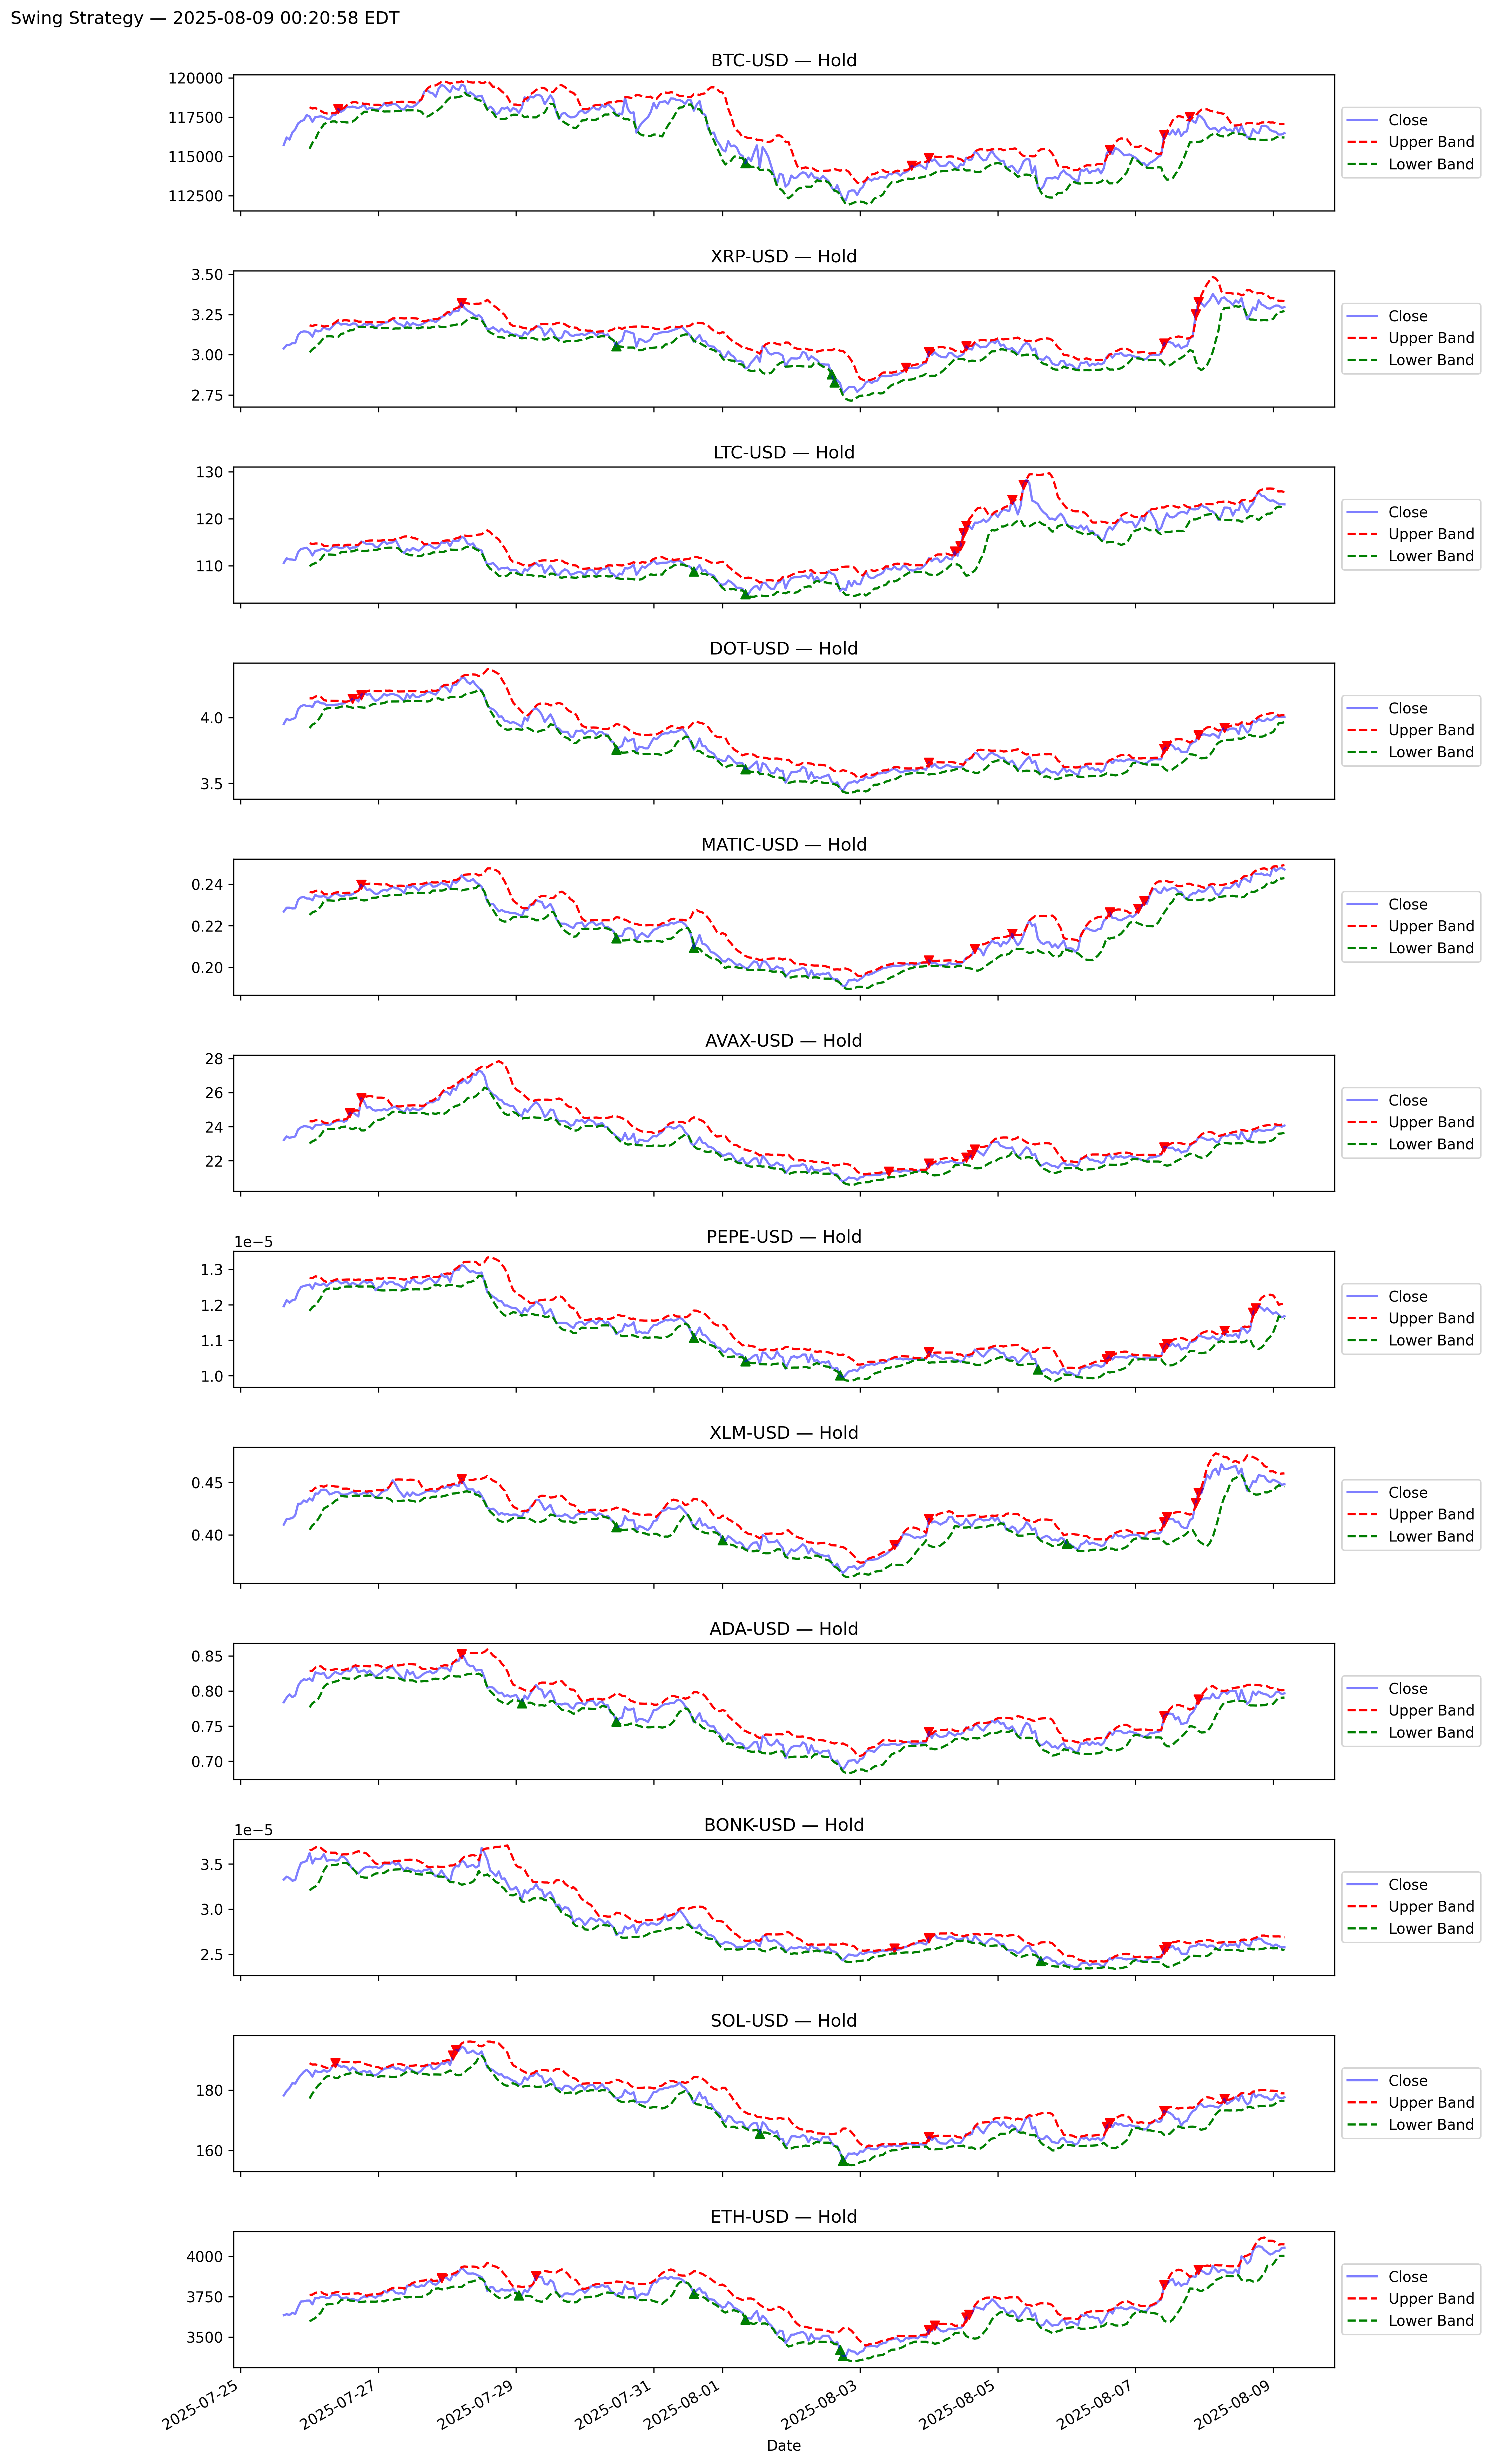 Swing Strategy — 2025-08-09 00:20:58 EDT
BTC-USD — Hold
120000
117500
115000
112500
Close
Upper Band
Lower Band
XRP-USD — Hold
3.50
3.25
3.00
2.75
Close
Upper Band
Lower Band
LTC-USD — Hold
130
120
110
Close
Upper Band
Lower Band
DOT-USD — Hold
4.0
3.5
Close
Upper Band
Lower Band
MATIC-USD — Hold
0.24
0.22
0.20
Close
Upper Band
Lower Band
AVAX-USD — Hold
28
26
24
22
Close
Upper Band
Lower Band
PEPE-USD — Hold
1e−5
1.3
1.2
1.1
1.0
Close
Upper Band
Lower Band
XLM-USD — Hold
0.45
0.40
Close
Upper Band
Lower Band
ADA-USD — Hold
0.85
0.80
0.75
0.70
Close
Upper Band
Lower Band
BONK-USD — Hold
1e−5
3.5
3.0
2.5
Close
Upper Band
Lower Band
SOL-USD — Hold
180
160
Close
Upper Band
Lower Band
ETH-USD — Hold
4000
3750
3500
Close
Upper Band
Lower Band
2025-07-25
2025-07-27
2025-07-29
2025-07-31
2025-08-01
2025-08-03
2025-08-05
2025-08-07
2025-08-09
Date